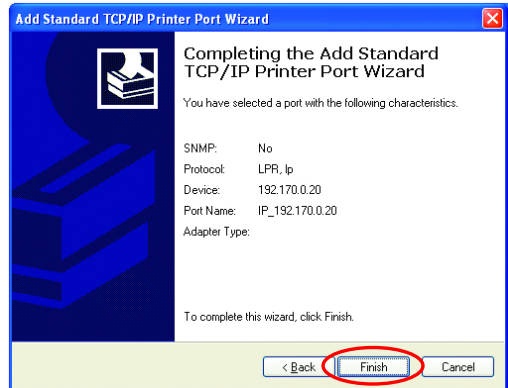 Add Standard TCP/IP Printer Port Wizard
Completing the Add Standard
TCP/IP Printer Port Wizard
You have selected a port with the following characteristics.
SNMP: No
Protocol: LPR, lp
Device: 192.170.0.20
Port Name: IP_192.170.0.20
Adapter Type:
To complete this wizard, click Finish.
< Back Finish Cancel